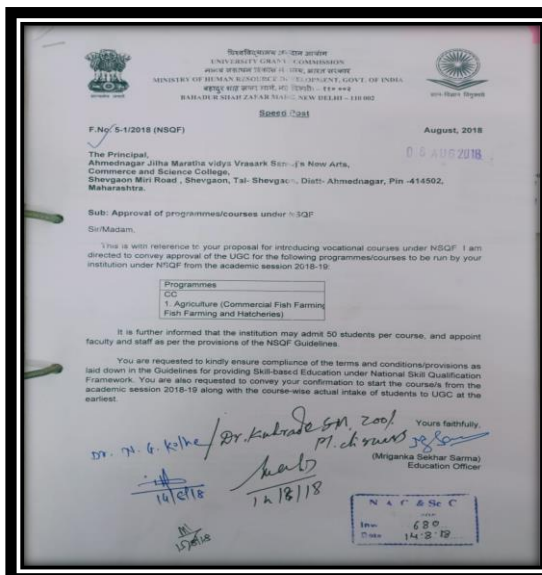 UNIVERSITY GRANTS COMMISSION
MINISTRY OF HUMAN RESOURCE DEVELOPMENT, GOVT. OF INDIA
BAHADUR SHAH ZAFAR MARG, NEW DELHI – 110 002
Speed Post
F.No. 5-1/2018 (NSQF)
August, 2018
0 6 AUG 2018
The Principal,
Ahmednagar Jilha Maratha vidya Vrasark New Arts,
Commerce and Science College,
Shevgaon Miri Road , Shevgaon, Tal- Shevgaon, Distt- Ahmednagar, Pin -414502,
Maharastra.
Sub: Approval of programmes/courses under NSQF
Sir/Madam,
This is with reference to your proposal for introducing vocational courses under NSQF. I am
directed to convey approval of the UGC for the following programmes/courses to be run by your
institution under NSQF from the academic session 2018-19:
Programmes
CC
1. Agriculture (Commercial Fish Farming
Fish Farming and Hatcheries)
It is further informed that the institution may admit 50 students per course, and appoint
faculty and staff as per the provisions of the NSQF Guidelines.
You are requested to kindly ensure compliance of the terms and conditions/provisions as
laid down in the Guidelines for providing Skill-based Education under National Skill Qualification
Framework. You are also requested to convey your confirmation to start the course/s from the
academic session 2018-19 along with the course-wise actual intake of students to UGC at the
earliest.
Yours faithfully,
Dr. N. G. Kolhe / Dr. Kabrade
(Mriganka Sekhar Sarma)
Education Officer
14/8/18
14/8/18
N A C & Sc C
680
Date 14.8.18